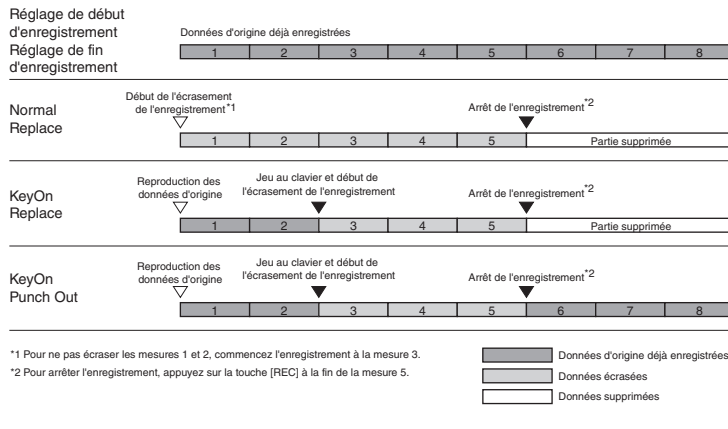 Réglage de début
d'enregistrement
Réglage de fin
d'enregistrement
Données d'origine déjà enregistrées
1 2 3 4 5 6 7 8
Normal
Replace
Début de l'écrasement
de l'enregistrement*1
Arrêt de l'enregistrement*2
1 2 3 4 5 Partie supprimée
KeyOn
Replace
Reproduction des
données d'origine
Jeu au clavier et début de
l'écrasement de l'enregistrement
Arrêt de l'enregistrement*2
1 2 3 4 5 Partie supprimée
KeyOn
Punch Out
Reproduction des
données d'origine
Jeu au clavier et début de
l'écrasement de l'enregistrement
Arrêt de l'enregistrement*2
1 2 3 4 5 6 7 8
*1 Pour ne pas écraser les mesures 1 et 2, commencez l'enregistrement à la mesure 3.
*2 Pour arrêter l'enregistrement, appuyez sur la touche [REC] à la fin de la mesure 5.
Données d'origine déjà enregistrées
Données écrasées
Données supprimées